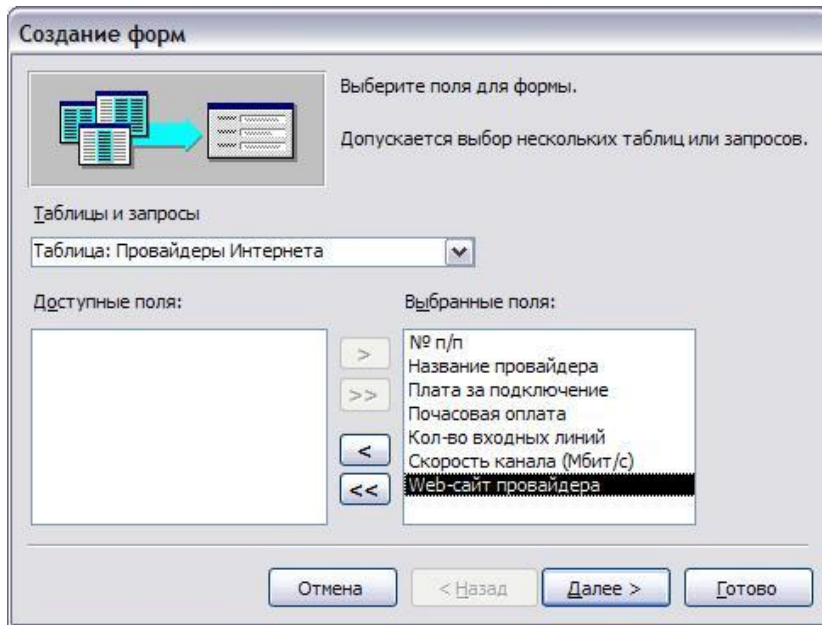 Создание форм
Выберите поля для формы.
Допускается выбор нескольких таблиц или запросов.
Таблицы и запросы
Таблица: Провайдеры Интернета
Доступные поля:
Выбранные поля:
>
>>
<
<<
№ п/п
Название провайдера
Плата за подключение
Почасовая оплата
Кол-во входных линий
Скорость канала (Мбит/с)
Web-сайт провайдера
Отмена
< Назад
Далее >
Готово